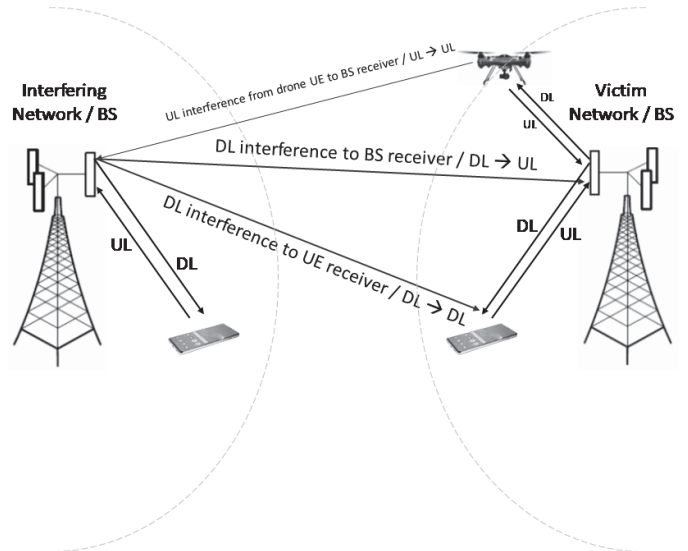 Interfering
Network / BS
Victim
Network / BS
UL interference from drone UE to BS receiver / UL → UL
DL
UL
DL interference to BS receiver / DL → UL
DL interference to UE receiver / DL → DL
UL
DL
DL
UL